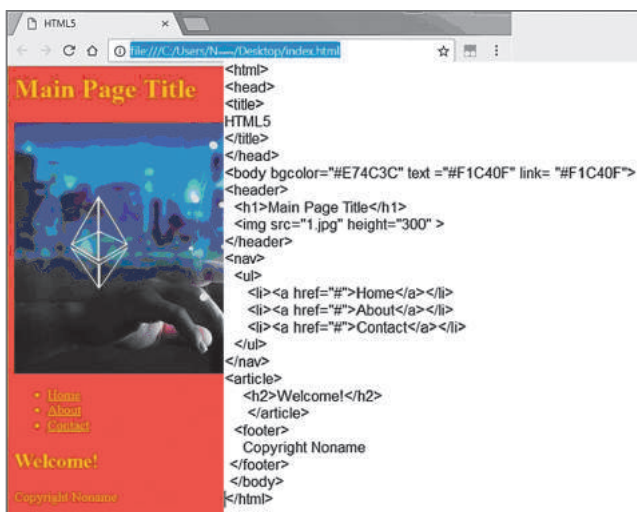 HTML5
file:///C:/Users/N/Desktop/index.html
Main Page Title
Home
About
Contact
Welcome!
Copyright Noname
<html>
<head>
<title>
HTML5
</title>
</head>
<body bgcolor="#E74C3C" text ="#F1C40F" link= "#F1C40F">
<header>
<h1>Main Page Title</h1>
<img src="1.jpg" height="300" >
</header>
<nav>
<ul>
<li><a href="#">Home</a></li>
<li><a href="#">About</a></li>
<li><a href="#">Contact</a></li>
</ul>
</nav>
<article>
<h2>Welcome!</h2>
</article>
<footer>
Copyright Noname
</footer>
</body>
</html>